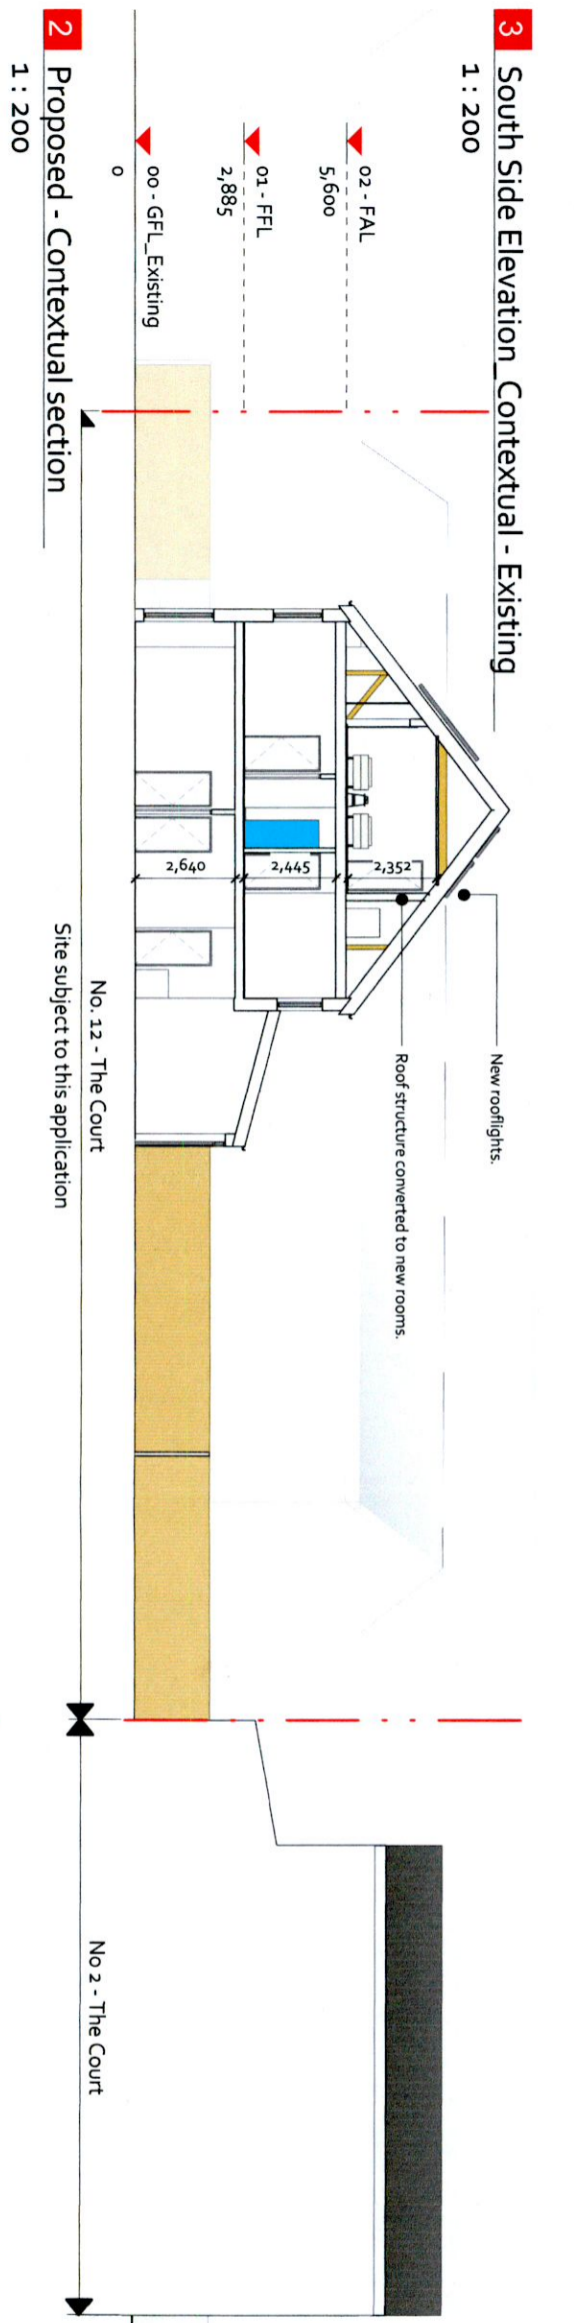 3 South Side Elevation_Contextual - Existing
1 : 200
02 - FAL
5,600
01 - FFL
2,885
00 - GFL_Existing
0
New rooflights.
Roof structure converted to new rooms.
2,352
2,445
2,640
No. 12 - The Court
Site subject to this application
No 2 - The Court
2 Proposed - Contextual section
1 : 200